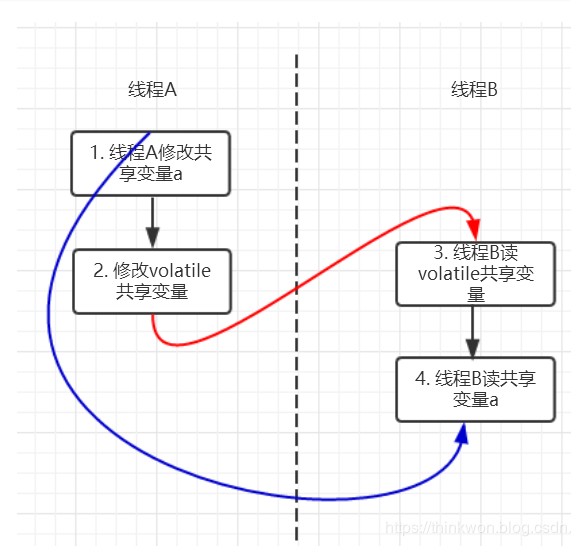 线程A
线程B
1. 线程A修改共
享变量a
2. 修改volatile
共享变量
3. 线程B读
volatile共享变
量
4. 线程B读共享
变量a
https://thinkwon.blog.csdn.